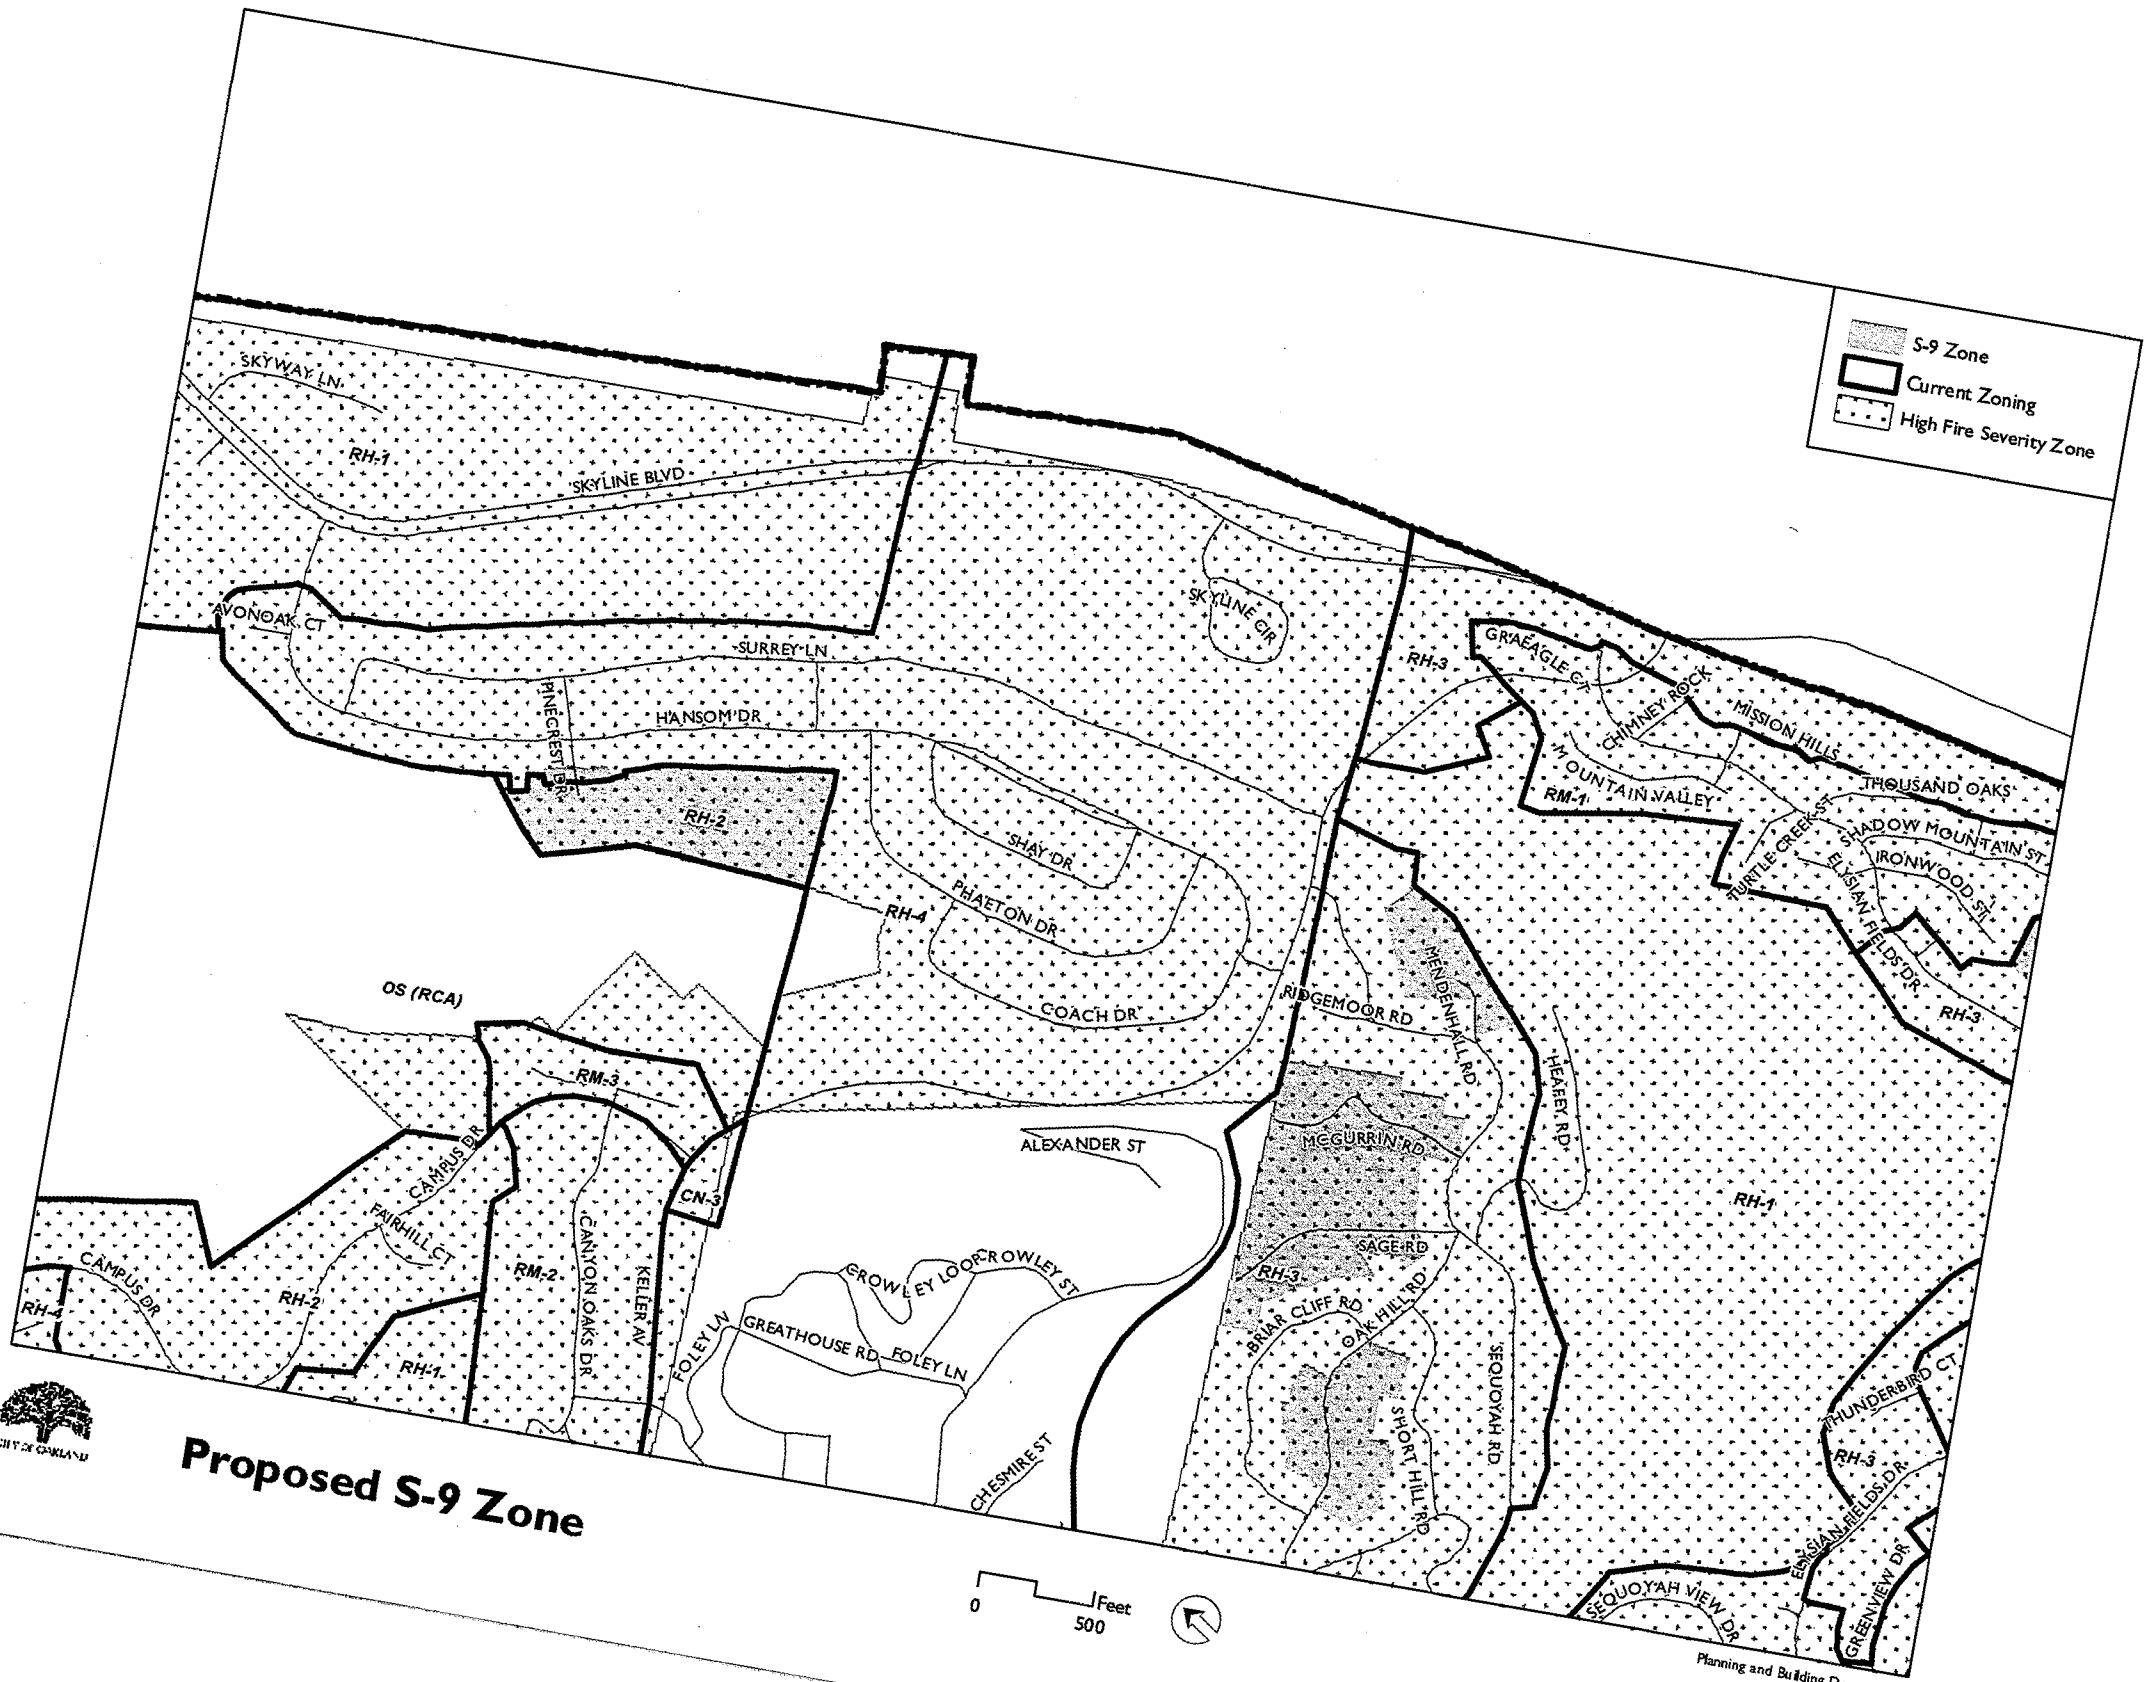 S-9 Zone
Current Zoning
High Fire Severity Zone
SKYWAY LN
RH-1
SKYLINE BLVD
AVONOAK CT
SURREY LN
SKYLINE CIR
PINECREST DR
HANSOM DR
RH-2
SHAY DR
PHAETON DR
RH-4
COACH DR
RH-3
GRAEAGLE CT
CHIMNEY ROCK
MISSION HILLS
MOUNTAIN VALLEY
RM-1
THOUSAND OAKS
TURTLE CREEK ST
SHADOW MOUNTAIN ST
IRONWOOD ST
ELYSIAN FIELDS DR
RH-3
OS (RCA)
RM-3
MENDENHALL RD
RIDGEMOOR RD
HEAFEY RD
MCGURRIN RD
ALEXANDER ST
CAMPUS DR
CN-3
RH-1
FAIRHILL CT
CANYON OAKS DR
KELLER AV
RM-2
CAMPUS DR
RH-2
RH-4
RH-1
SAGE RD
RH-3
CROWLEY LOOP
CROWLEY ST
FOLEY LN
GREATHOUSE RD
FOLEY LN
BRIAR CLIFF RD
OAK HILL RD
SEQUOYAH RD
SHORT HILL RD
CHESMIRE ST
THUNDERBIRD CT
RH-3
ELYSIAN FIELDS DR
GREENVIEW DR
SEQUOYAH VIEW DR
CITY OF OAKLAND
Proposed S-9 Zone
0
500
Feet
Planning and Building D